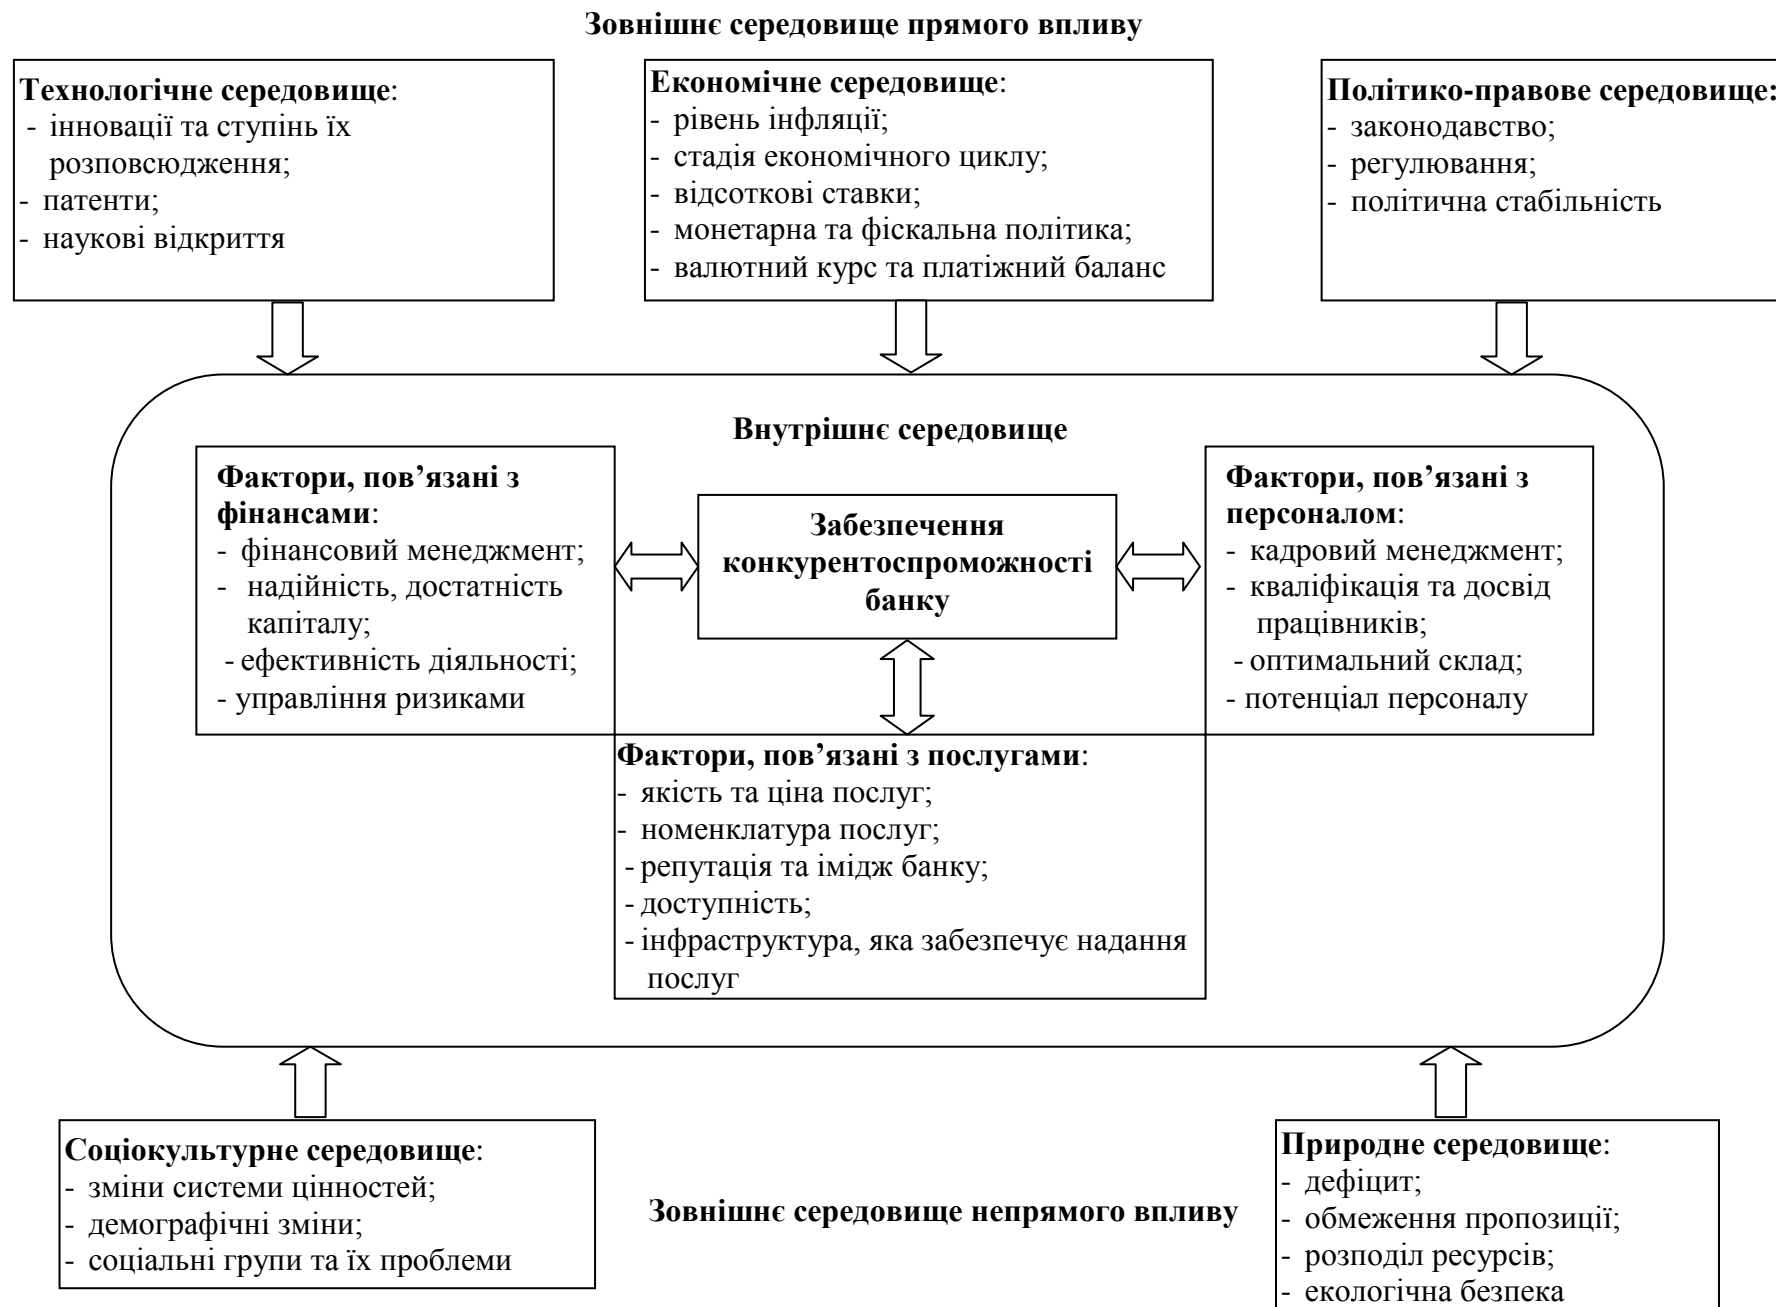 Зовнішнє середовище прямого впливу
Технологічне середовище:
- інновації та ступінь їх
розповсюдження;
- патенти;
- наукові відкриття
Економічне середовище:
- рівень інфляції;
- стадія економічного циклу;
- відсоткові ставки;
- монетарна та фіскальна політика;
- валютний курс та платіжний баланс
Політико-правове середовище:
- законодавство;
- регулювання;
- політична стабільність
Внутрішнє середовище
Фактори, пов’язані з
фінансами:
- фінансовий менеджмент;
- надійність, достатність
капіталу;
- ефективність діяльності;
- управління ризиками
Забезпечення
конкурентоспроможності
банку
Фактори, пов’язані з
персоналом:
- кадровий менеджмент;
- кваліфікація та досвід
працівників;
- оптимальний склад;
- потенціал персоналу
Фактори, пов’язані з послугами:
- якість та ціна послуг;
- номенклатура послуг;
- репутація та імідж банку;
- доступність;
- інфраструктура, яка забезпечує надання
послуг
Соціокультурне середовище:
- зміни системи цінностей;
- демографічні зміни;
- соціальні групи та їх проблеми
Зовнішнє середовище непрямого впливу
Природне середовище:
- дефіцит;
- обмеження пропозиції;
- розподіл ресурсів;
- екологічна безпека